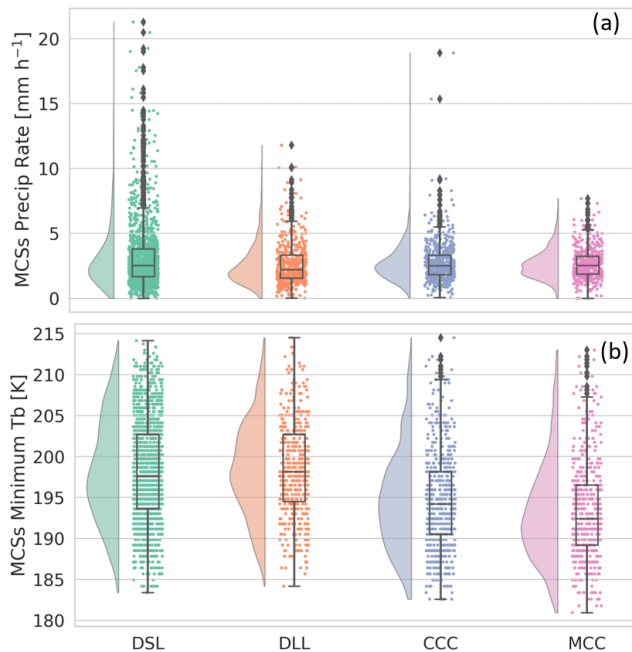 (a)
MCSs Precip Rate [mm h⁻¹]
20
15
10
5
0
(b)
MCSs Minimum Tb [K]
215
210
205
200
195
190
185
180
DSL DLL CCC MCC